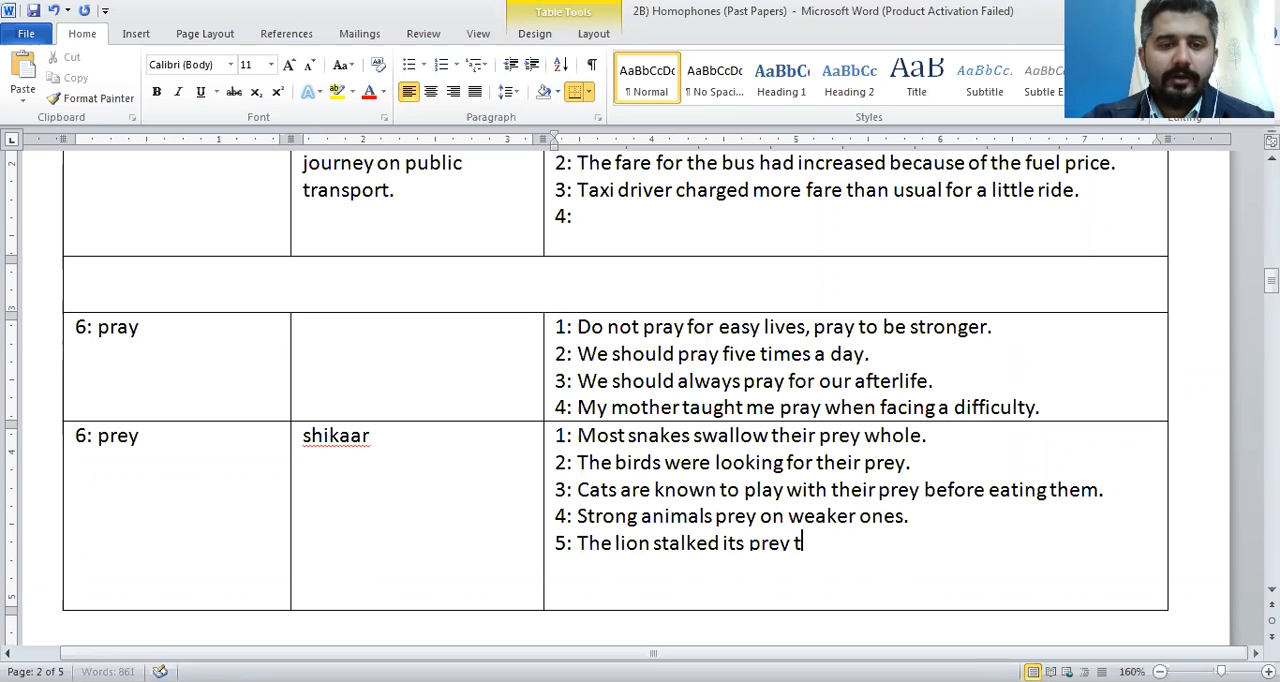 Table Tools
2B) Homophones (Past Papers) - Microsoft Word (Product Activation Failed)
File Home Insert Page Layout References Mailings Review View Design Layout
Paste
Cut
Copy
Format Painter
Clipboard
Calibri (Body) 11
Font
Paragraph
AaBbCcDc AaBbCcDc AaBbC AaBbCc AaB AaBbCc. AaBbC
¶ Normal ¶ No Spaci... Heading 1 Heading 2 Title Subtitle Subtle E
Styles
Editing
journey on public
transport.
2: The fare for the bus had increased because of the fuel price.
3: Taxi driver charged more fare than usual for a little ride.
4:
6: pray
1: Do not pray for easy lives, pray to be stronger.
2: We should pray five times a day.
3: We should always pray for our afterlife.
4: My mother taught me pray when facing a difficulty.
6: prey
shikaar
1: Most snakes swallow their prey whole.
2: The birds were looking for their prey.
3: Cats are known to play with their prey before eating them.
4: Strong animals prey on weaker ones.
5: The lion stalked its prey t
Page: 2 of 5 Words: 861 160%